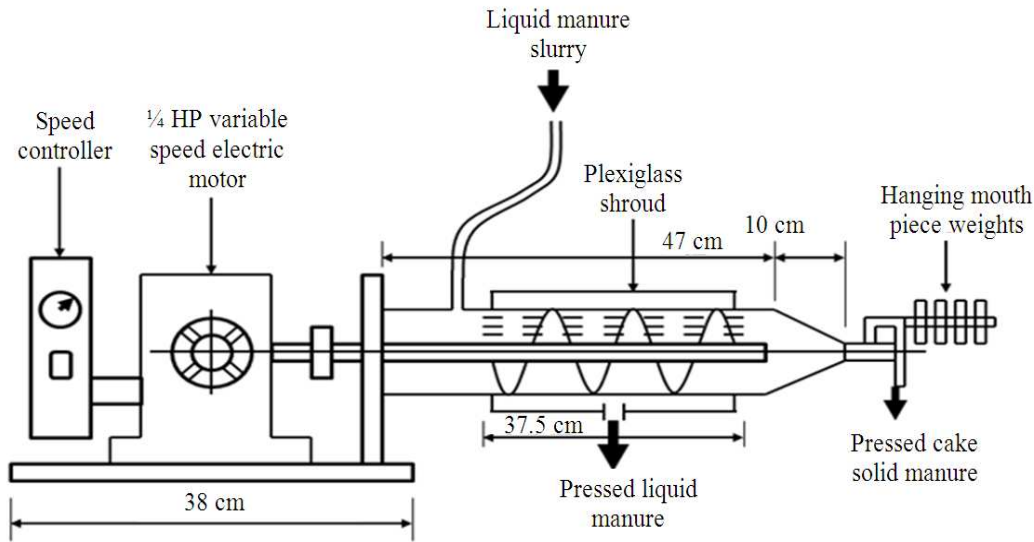 Liquid manure
slurry
Speed
controller
¼ HP variable
speed electric
motor
Plexiglass
shroud
Hanging mouth
piece weights
47 cm
10 cm
37.5 cm
Pressed cake
solid manure
Pressed liquid
manure
38 cm